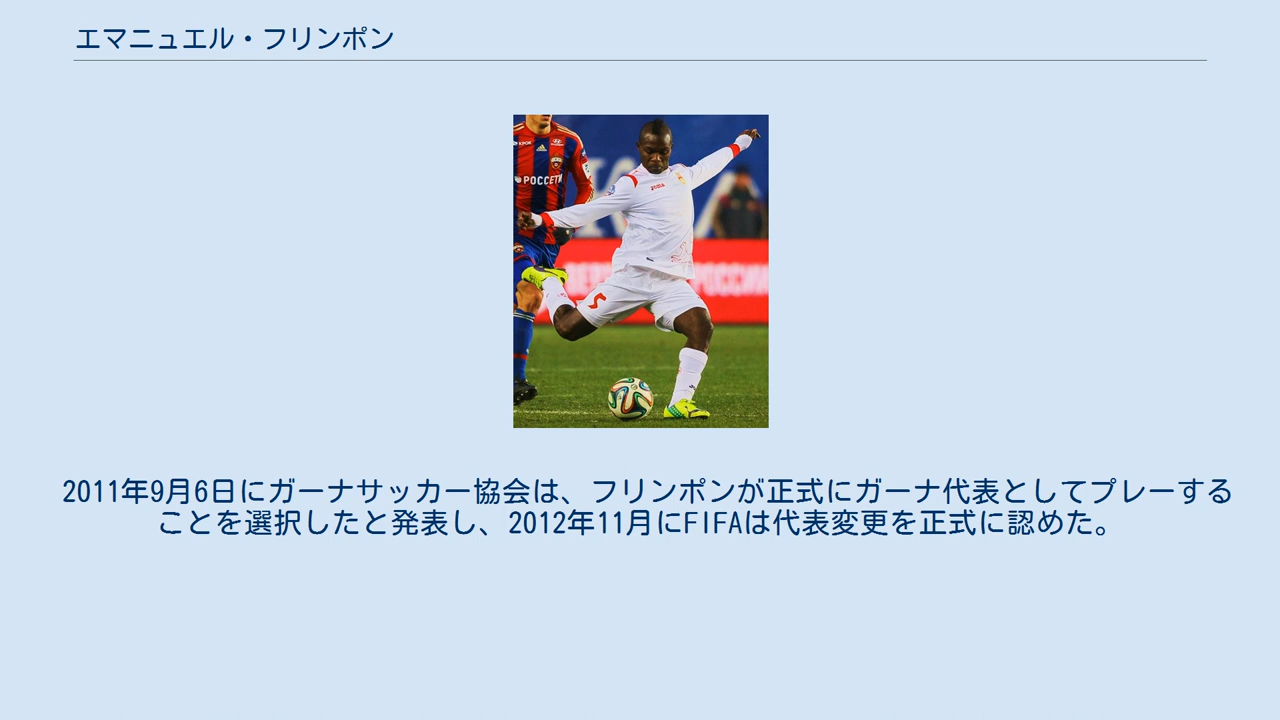 エマニュエル・フリンポン
КРОК
РОССЕТИ
5
РОССИИ
2011年9月6日にガーナサッカー協会は、フリンポンが正式にガーナ代表としてプレーする
ことを選択したと発表し、2012年11月にFIFAは代表変更を正式に認めた。